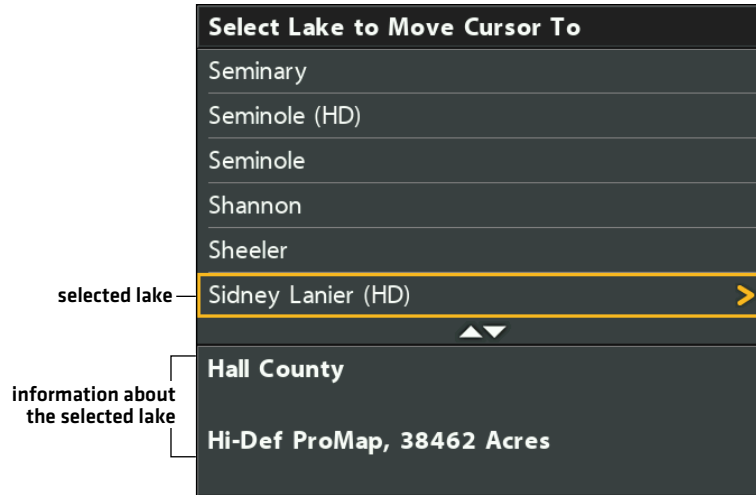 Select Lake to Move Cursor To
Seminary
Seminole (HD)
Seminole
Shannon
Sheeler
selected lake
Sidney Lanier (HD)
information about
the selected lake
Hall County
Hi-Def ProMap, 38462 Acres